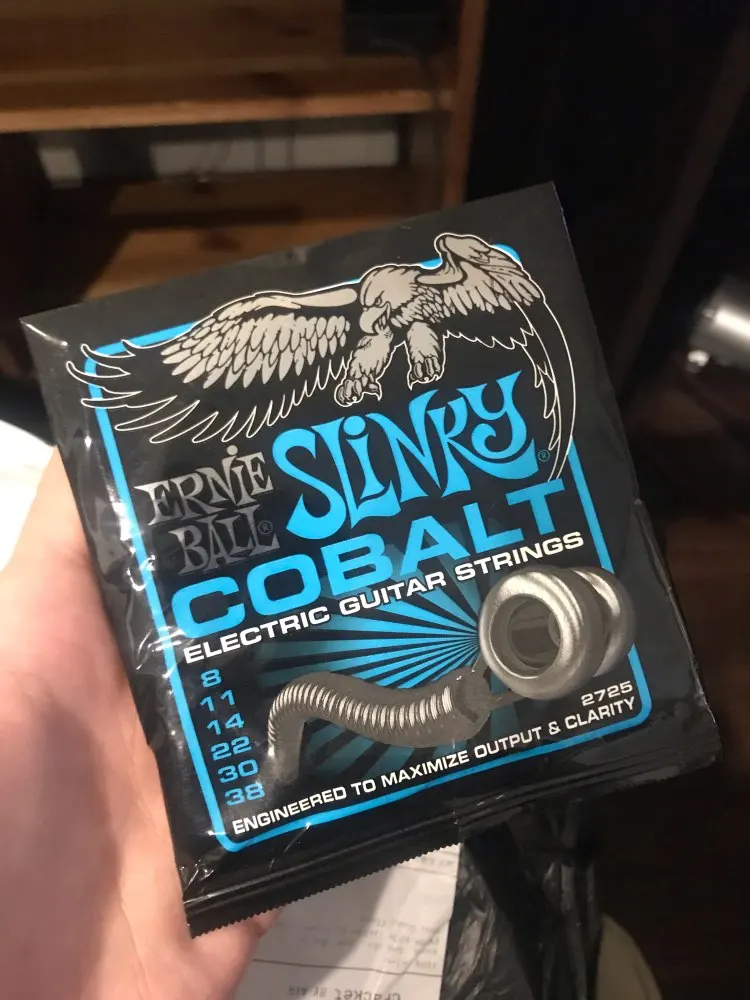 ERNIE BALL®
SLINKY®
COBALT
ELECTRIC GUITAR STRINGS
8
11
14
22
30
38
2725
ENGINEERED TO MAXIMIZE OUTPUT & CLARITY